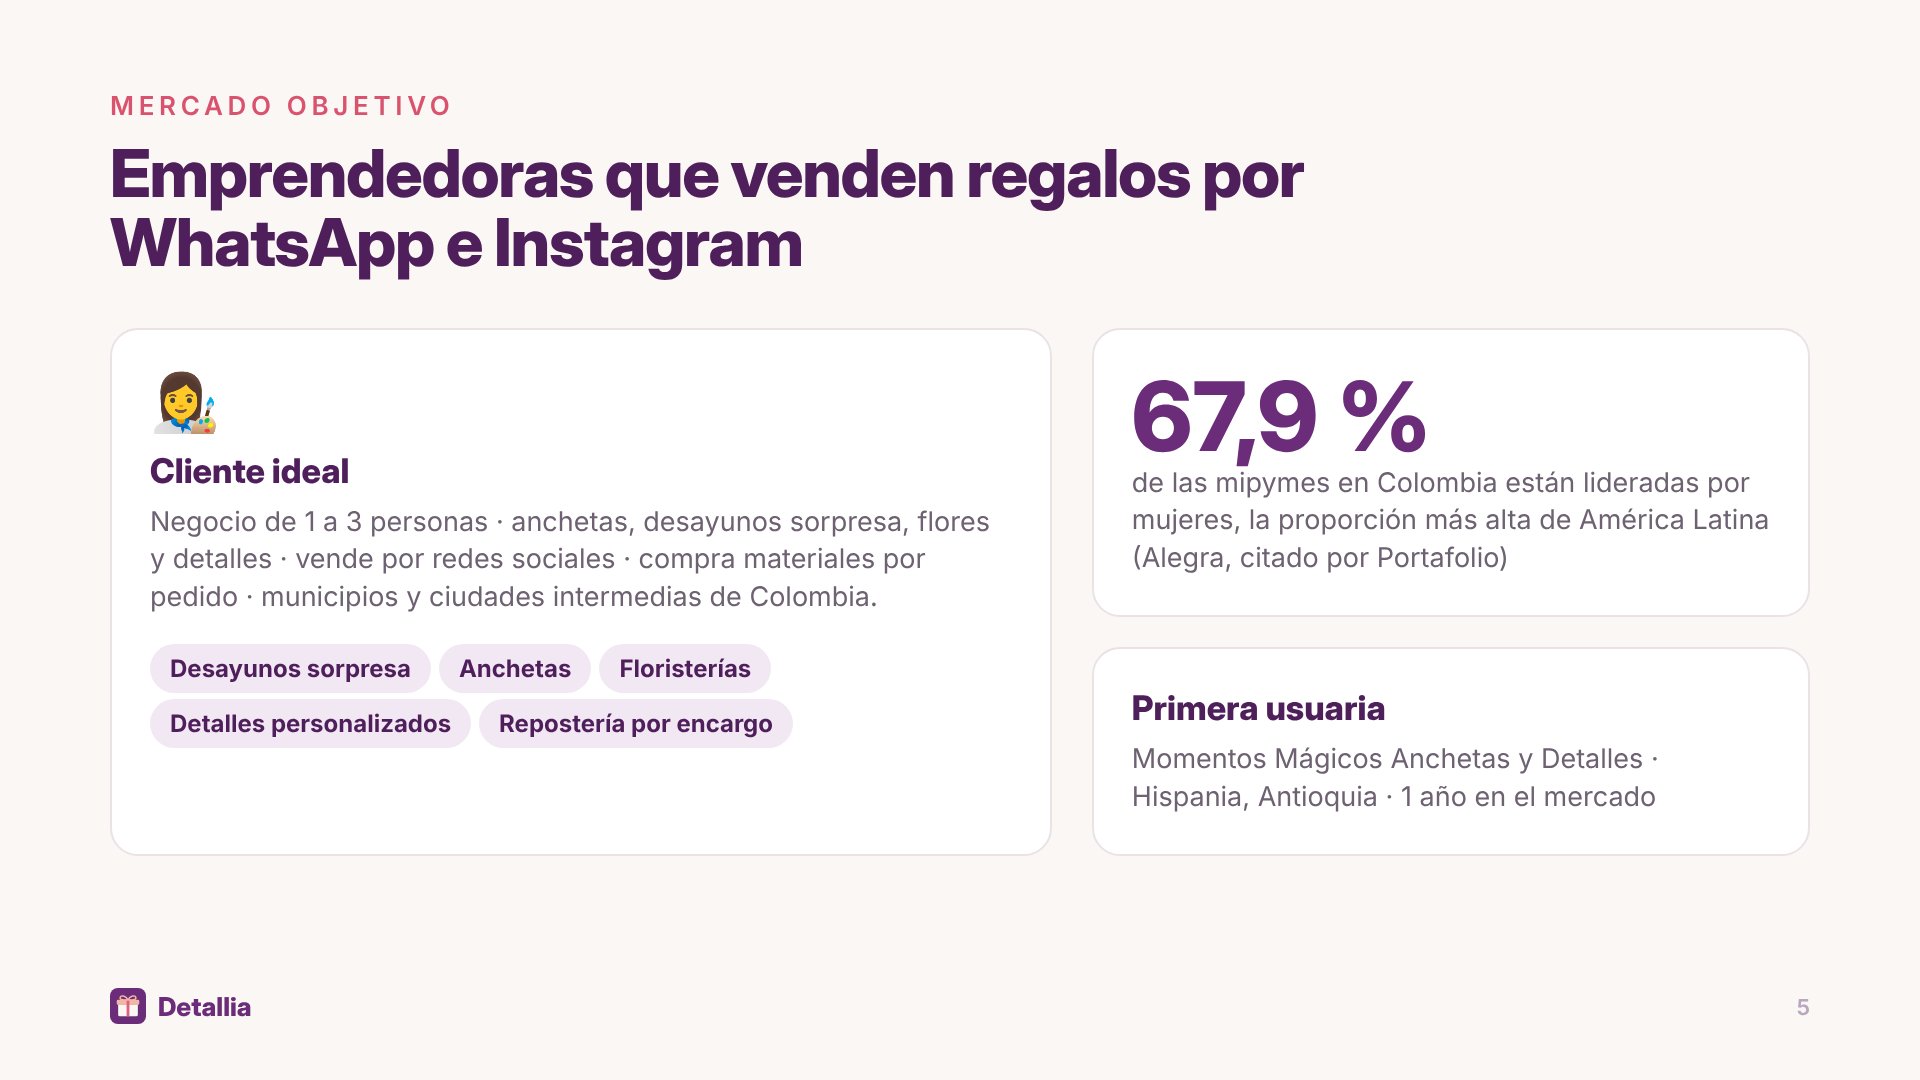 MERCADO OBJETIVO
Emprendedoras que venden regalos por
WhatsApp e Instagram
Cliente ideal
Negocio de 1 a 3 personas · anchetas, desayunos sorpresa, flores
y detalles · vende por redes sociales · compra materiales por
pedido · municipios y ciudades intermedias de Colombia.
Desayunos sorpresa
Anchetas
Floristerías
Detalles personalizados
Repostería por encargo
67,9 %
de las mipymes en Colombia están lideradas por
mujeres, la proporción más alta de América Latina
(Alegra, citado por Portafolio)
Primera usuaria
Momentos Mágicos Anchetas y Detalles ·
Hispania, Antioquia · 1 año en el mercado
Detallia
5